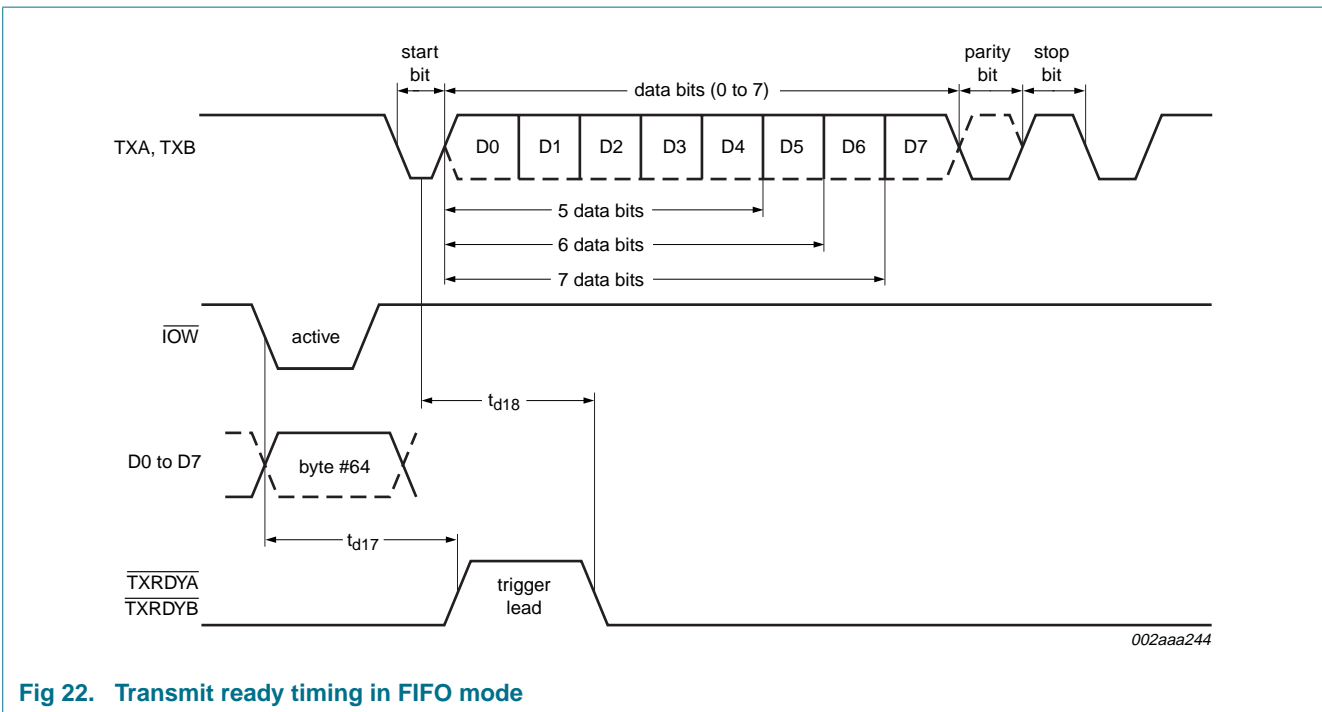 start
bit
data bits (0 to 7)
parity
bit
stop
bit
TXA, TXB
D0 D1 D2 D3 D4 D5 D6 D7
5 data bits
6 data bits
7 data bits
IOW
active
td18
D0 to D7
byte #64
td17
TXRDYA
TXRDYB
trigger
lead
002aaa244
Fig 22. Transmit ready timing in FIFO mode